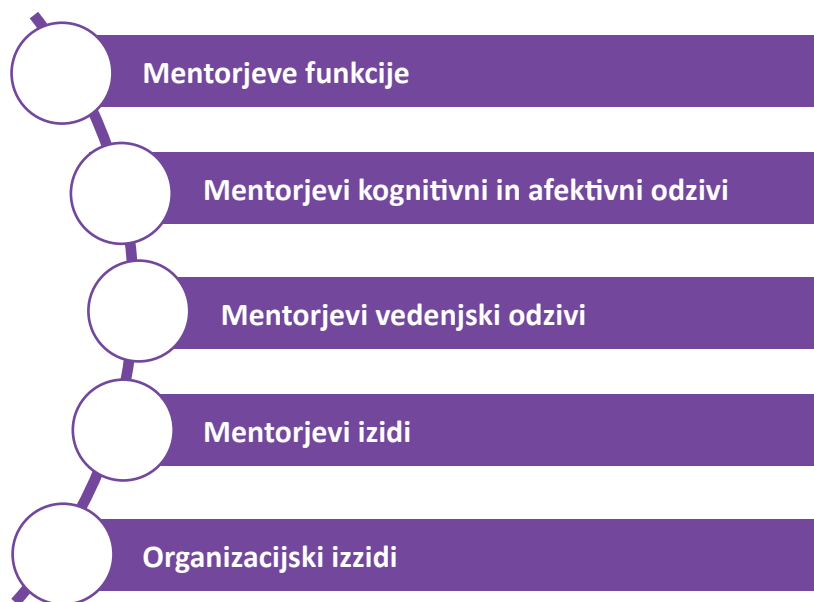 Mentorjeve funkcije
Mentorjevi kognitivni in afektivni odzivi
Mentorjevi vedenjski odzivi
Mentorjevi izidi
Organizacijski izzidi